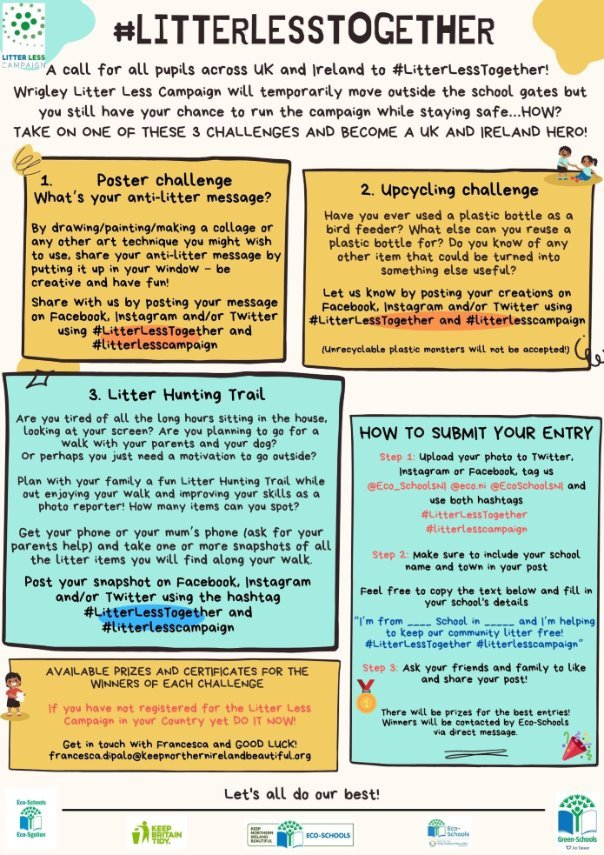 LITTER LESS
CAMPAIGN
#LITTERLESSTOGETHER
A call for all pupils across UK and Ireland to #LitterLessTogether!
Wrigley Litter Less Campaign will temporarily move outside the school gates but
you still have your chance to run the campaign while staying safe...HOW?
TAKE ON ONE OF THESE 3 CHALLENGES AND BECOME A UK AND IRELAND HERO!
1. Poster challenge
What's your anti-litter message?
By drawing/painting/making a collage or
any other art technique you might wish
to use, share your anti-litter message by
putting it up in your window - be
creative and have fun!
Share with us by posting your message
on Facebook, Instagram and/or Twitter
using #LitterLessTogether and
#litterlesscampaign
2. Upcycling challenge
Have you ever used a plastic bottle as a
bird feeder? What else can you reuse a
plastic bottle for? Do you know of any
other item that could be turned into
something else useful?
Let us know by posting your creations on
Facebook, Instagram and/or Twitter using
#LitterLessTogether and #litterlesscampaign
(Unrecyclable plastic monsters will not be accepted!)
3. Litter Hunting Trail
Are you tired of all the long hours sitting in the house,
looking at your screen? Are you planning to go for a
walk with your parents and your dog?
Or perhaps you just need a motivation to go outside?
Plan with your family a fun Litter Hunting Trail while
out enjoying your walk and improving your skills as a
photo reporter! How many items can you spot?
Get your phone or your mum's phone (ask for your
parents help) and take one or more snapshots of all
the litter items you will find along your walk.
Post your snapshot on Facebook, Instagram
and/or Twitter using the hashtag
#LitterLessTogether and
#litterlesscampaign
HOW TO SUBMIT YOUR ENTRY
Step 1: Upload your photo to Twitter,
Instagram or Facebook, tag us
@Eco_SchoolsNI @eco.ni @EcoSchoolsNI and
use both hashtags
#LitterLessTogether
#litterlesscampaign
Step 2: Make sure to include your school
name and town in your post
Feel free to copy the text below and fill in
your school's details
"I'm from ____ School in _____ and I'm helping
to keep our community litter free!
#LitterLessTogether #litterlesscampaign"
Step 3: Ask your friends and family to like
and share your post!
There will be prizes for the best entries!
Winners will be contacted by Eco-Schools
via direct message.
AVAILABLE PRIZES AND CERTIFICATES FOR THE
WINNERS OF EACH CHALLENGE
If you have not registered for the Litter Less
Campaign in your Country yet DO IT NOW!
Get in touch with Francesca and GOOD LUCK!
francesca.dipalo@keepnorthernirelandbeautiful.org
Let's all do our best!
Eco-Schools
Eco-Sgoilean
KEEP
BRITAIN
TIDY.
KEEP
NORTHERN
IRELAND
BEAUTIFUL
ECO-SCHOOLS
Eco-
Schools
Green-Schools